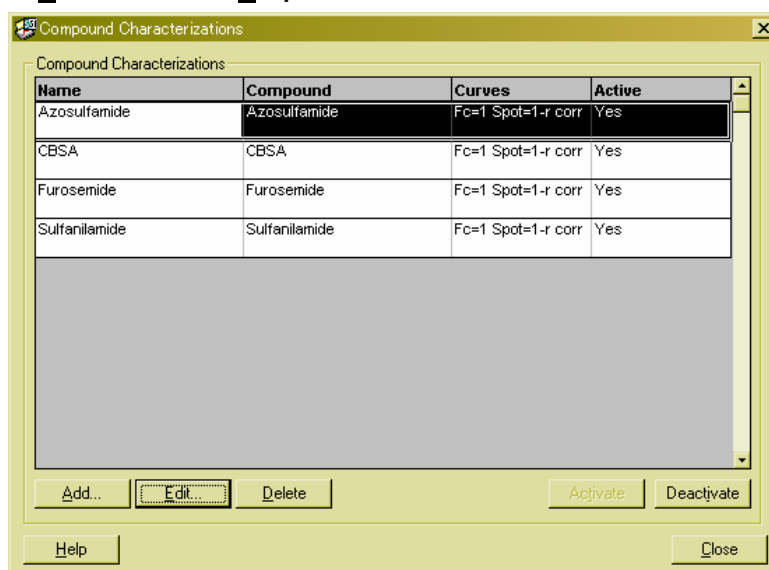 Compound Characterizations
Compound Characterizations
Name Compound Curves Active
Azosulfamide Azosulfamide Fc=1 Spot=1-r corr Yes
CBSA CBSA Fc=1 Spot=1-r corr Yes
Furosemide Furosemide Fc=1 Spot=1-r corr Yes
Sulfanilamide Sulfanilamide Fc=1 Spot=1-r corr Yes
Add... Edit... Delete Activate Deactivate
Help Close